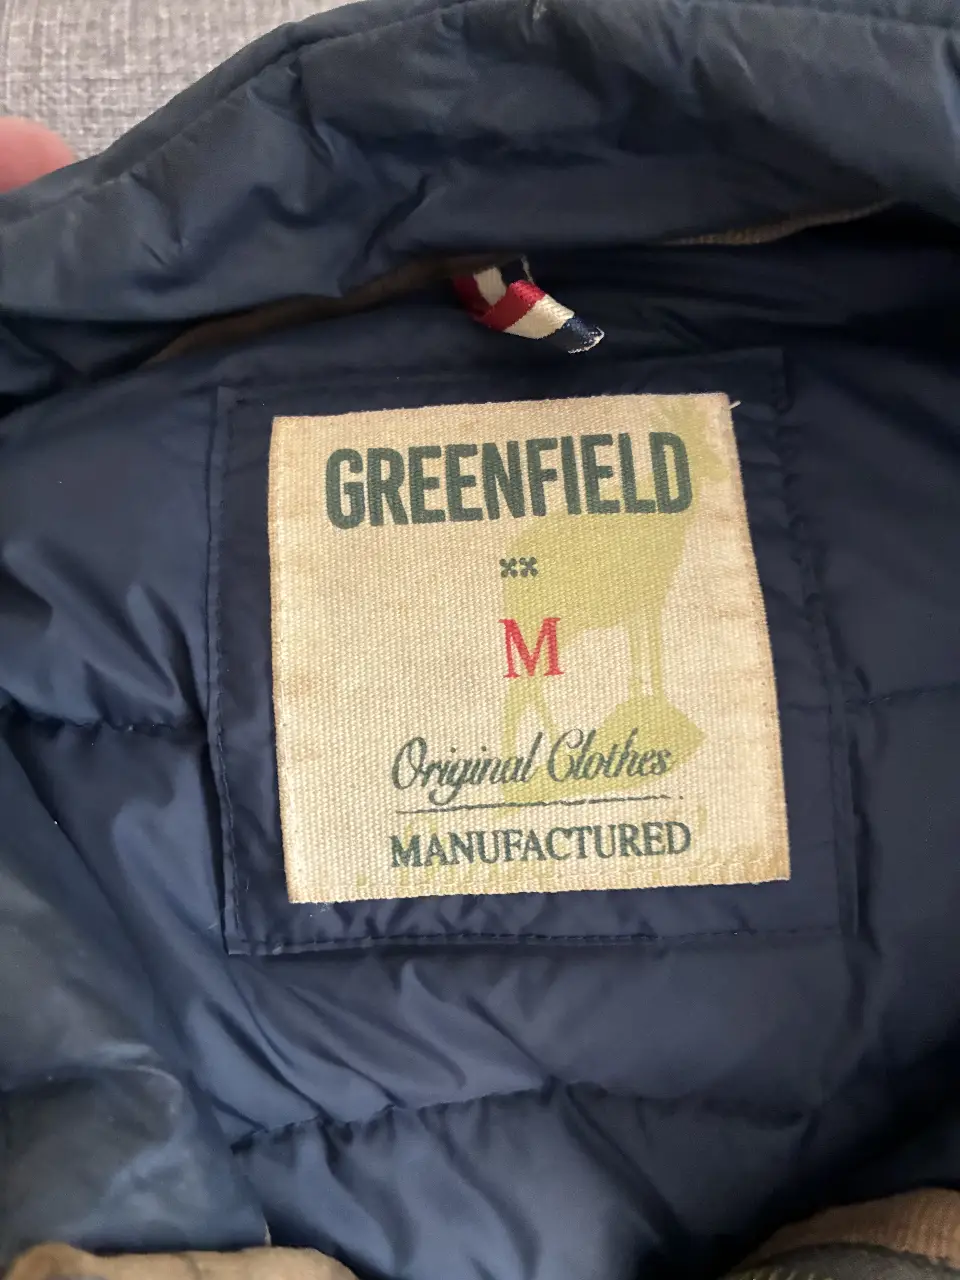 GREENFIELD
××
M
Original Clothes
MANUFACTURED